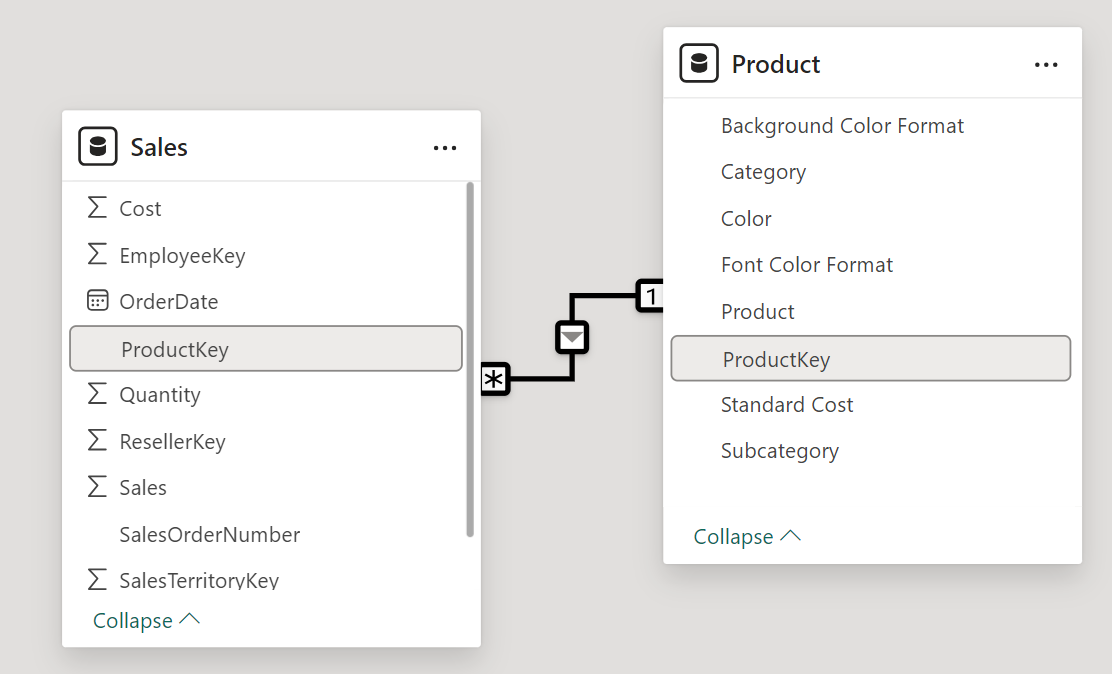 Sales
Cost
EmployeeKey
OrderDate
ProductKey
Quantity
ResellerKey
Sales
SalesOrderNumber
SalesTerritoryKey
Collapse
*
1
Product
Background Color Format
Category
Color
Font Color Format
Product
ProductKey
Standard Cost
Subcategory
Collapse